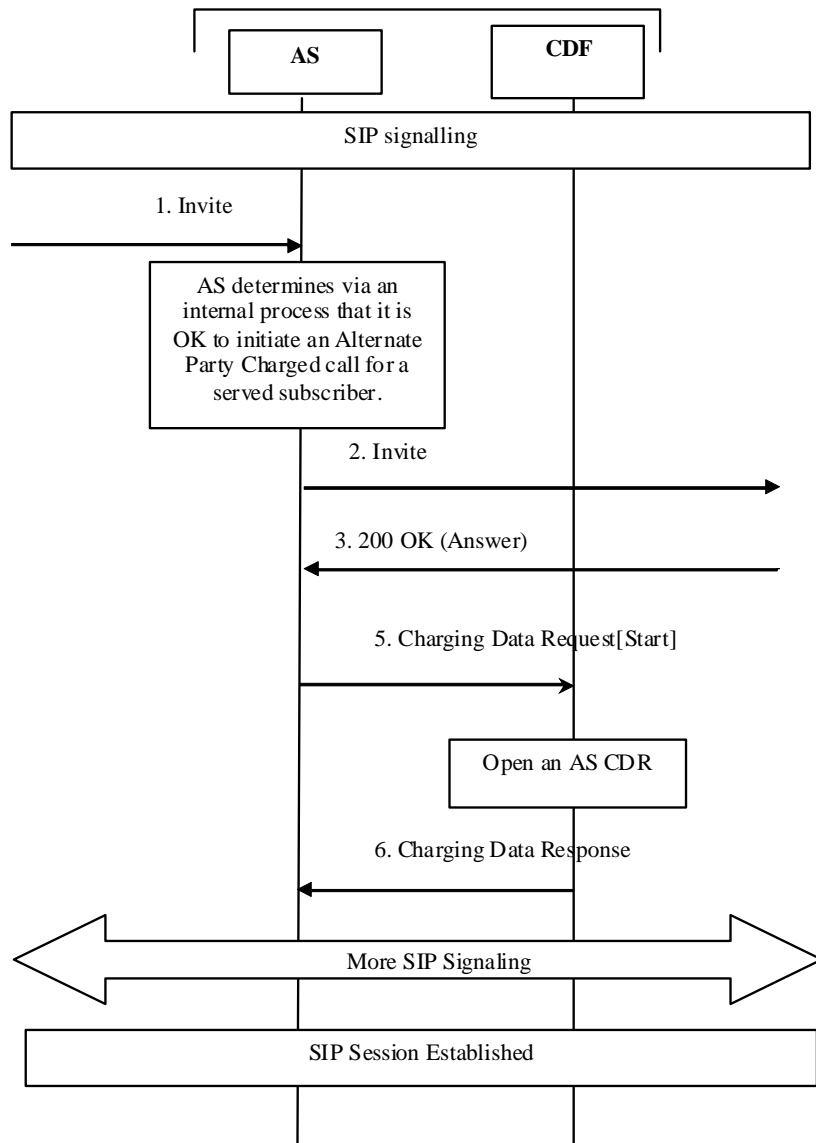 AS
CDF
SIP signalling
1. Invite
AS determines via an
internal process that it is
OK to initiate an Alternate
Party Charged call for a
served subscriber.
2. Invite
3. 200 OK (Answer)
5. Charging Data Request[Start]
Open an AS CDR
6. Charging Data Response
More SIP Signaling
SIP Session Established